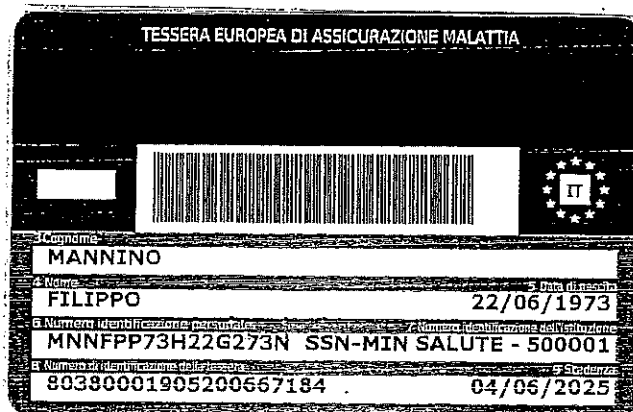 TESSERA EUROPEA DI ASSICURAZIONE MALATTIA
IT
3 Cognome
MANNINO
4 Nome
5 Data di nascita
FILIPPO
22/06/1973
6 Numero identificazione personale
7 Numero identificazione dell'istituzione
MNNFPP73H22G273N SSN-MIN SALUTE - 500001
8 Numero di identificazione della tessera
9 Scadenza
80380001905200667184
04/06/2025